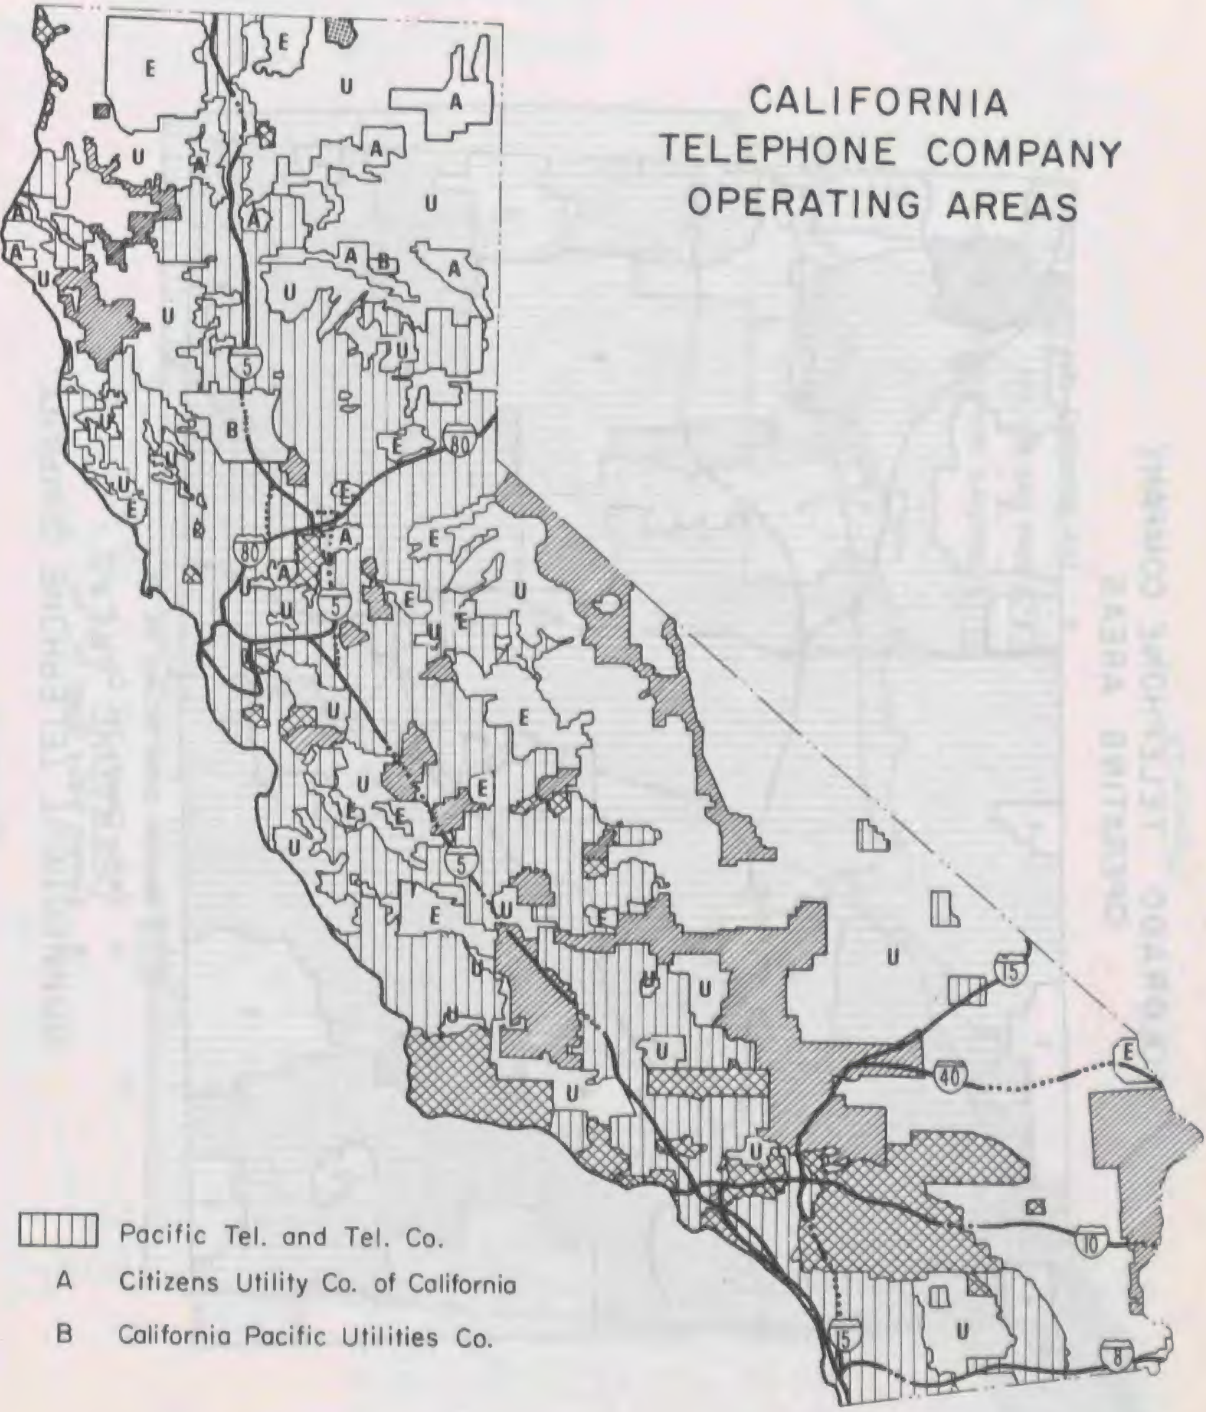 CALIFORNIA
TELEPHONE COMPANY
OPERATING AREAS
E
E
U
A
U
A
A
U
A
A
A
A
B
A
U
U
U
U
5
B
E
80
U
U
U
E
E
80
A
E
A
U
5
E
E
U
U
U
E
U
E
E
E
U
5
E
U
E
U
U
U
U
15
U
U
E
40
U
U
10
Pacific Tel. and Tel. Co.
A Citizens Utility Co. of California
B California Pacific Utilities Co.
U
15
8